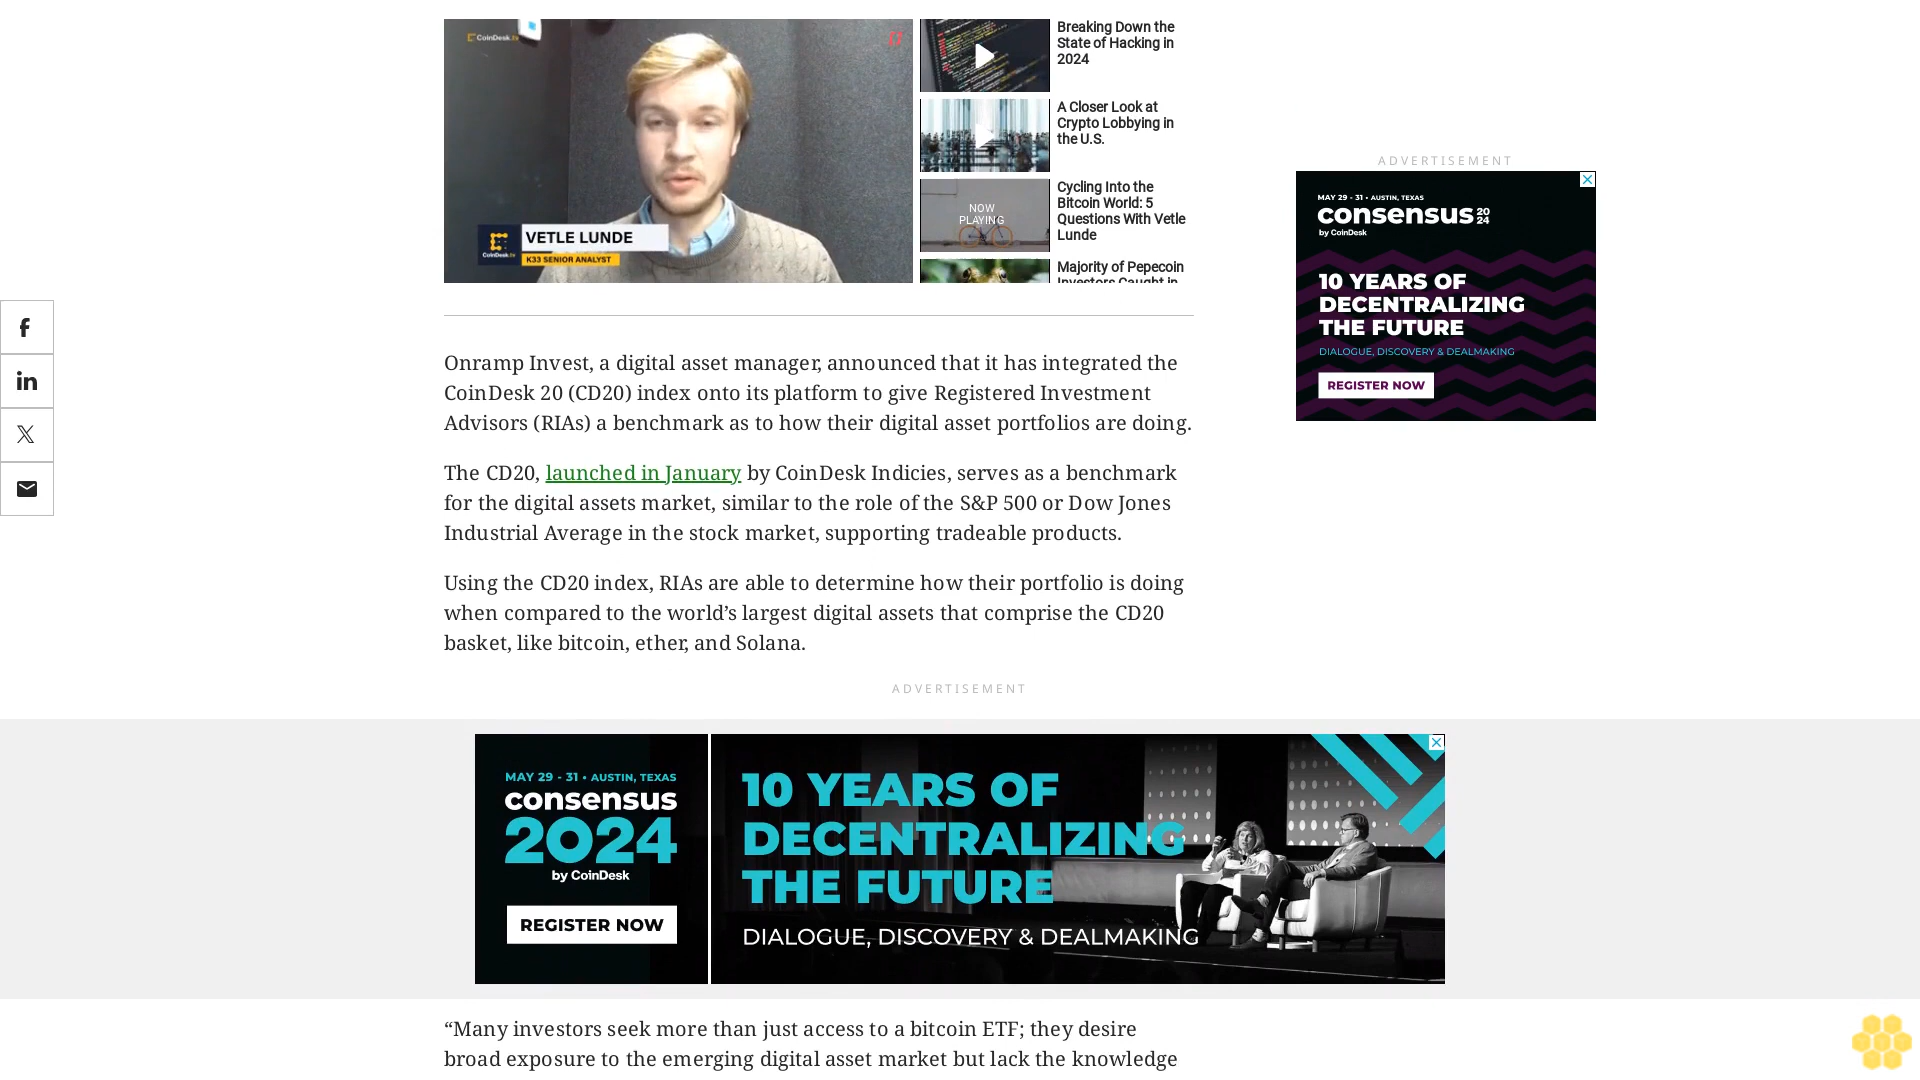 CoinDesk.tv
VETLE LUNDE
CoinDesk.tv
K33 SENIOR ANALYST
Breaking Down the
State of Hacking in
2024
A Closer Look at
Crypto Lobbying in
the U.S.
NOW
PLAYING
Cycling Into the
Bitcoin World: 5
Questions With Vetle
Lunde
Majority of Pepecoin
Investors Caught in
ADVERTISEMENT
MAY 29 - 31 • AUSTIN, TEXAS
consensus 2024
by CoinDesk
10 YEARS OF
DECENTRALIZING
THE FUTURE
DIALOGUE, DISCOVERY & DEALMAKING
REGISTER NOW
Onramp Invest, a digital asset manager, announced that it has integrated the
CoinDesk 20 (CD20) index onto its platform to give Registered Investment
Advisors (RIAs) a benchmark as to how their digital asset portfolios are doing.
The CD20, launched in January by CoinDesk Indicies, serves as a benchmark
for the digital assets market, similar to the role of the S&P 500 or Dow Jones
Industrial Average in the stock market, supporting tradeable products.
Using the CD20 index, RIAs are able to determine how their portfolio is doing
when compared to the world’s largest digital assets that comprise the CD20
basket, like bitcoin, ether, and Solana.
ADVERTISEMENT
MAY 29 - 31 • AUSTIN, TEXAS
consensus
2024
by CoinDesk
REGISTER NOW
10 YEARS OF
DECENTRALIZING
THE FUTURE
DIALOGUE, DISCOVERY & DEALMAKING
“Many investors seek more than just access to a bitcoin ETF; they desire
broad exposure to the emerging digital asset market but lack the knowledge